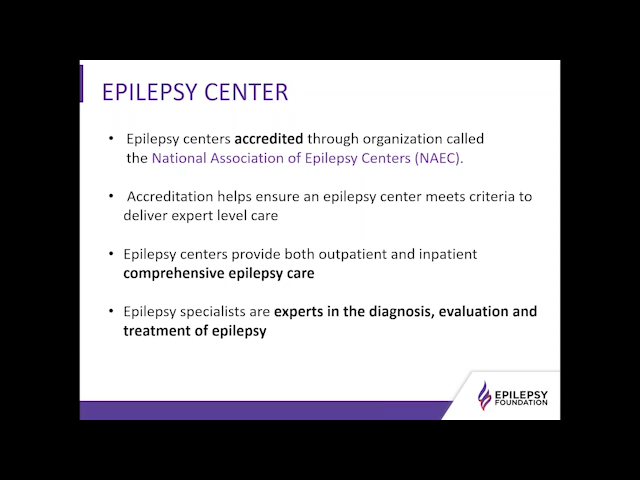 EPILEPSY CENTER
• Epilepsy centers accredited through organization called
the National Association of Epilepsy Centers (NAEC).
• Accreditation helps ensure an epilepsy center meets criteria to
deliver expert level care
• Epilepsy centers provide both outpatient and inpatient
comprehensive epilepsy care
• Epilepsy specialists are experts in the diagnosis, evaluation and
treatment of epilepsy
EPILEPSY
FOUNDATION